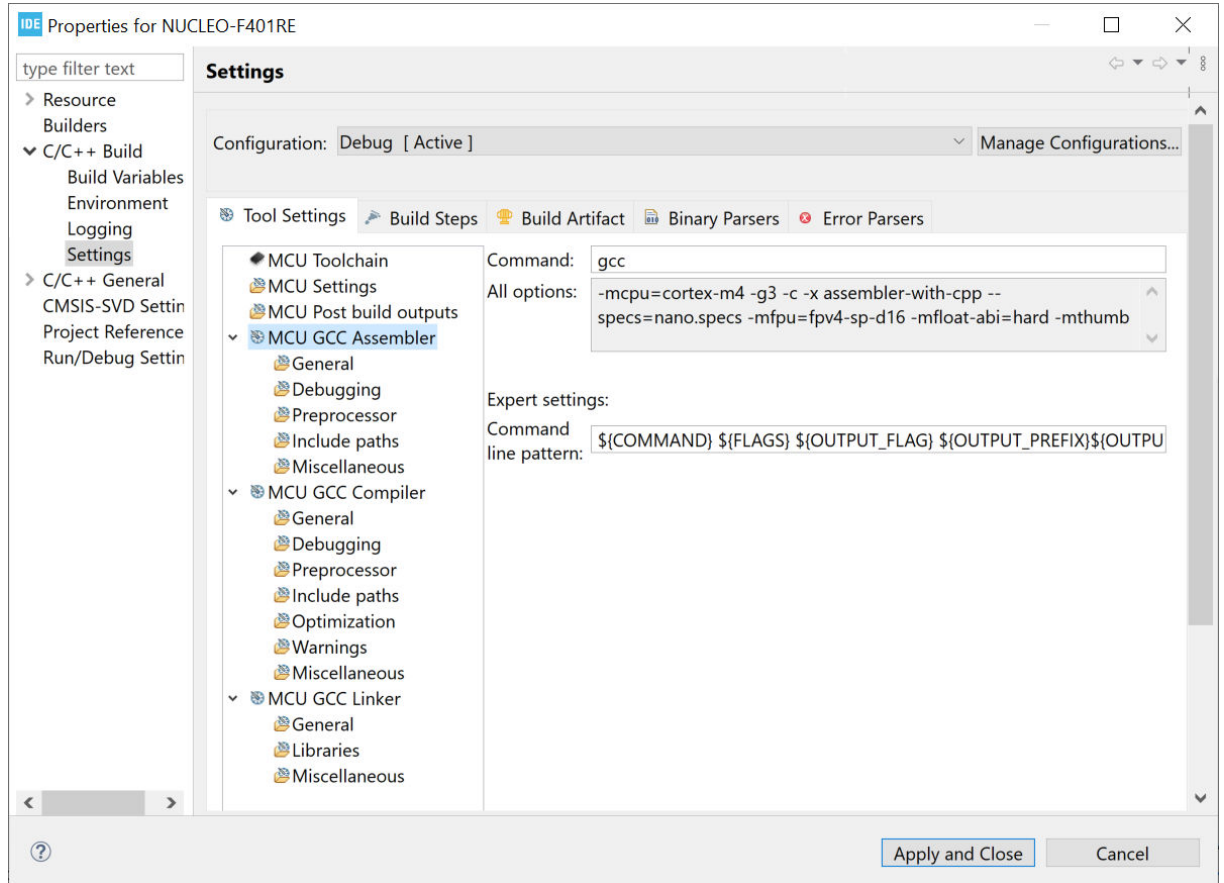 IDE Properties for NUCLEO-F401RE
type filter text
Resource
Builders
C/C++ Build
Build Variables
Environment
Logging
Settings
C/C++ General
CMSIS-SVD Settin
Project Reference
Run/Debug Settin
Settings
Configuration: Debug [ Active ] Manage Configurations...
Tool Settings Build Steps Build Artifact Binary Parsers Error Parsers
MCU Toolchain
MCU Settings
MCU Post build outputs
MCU GCC Assembler
General
Debugging
Preprocessor
Include paths
Miscellaneous
MCU GCC Compiler
General
Debugging
Preprocessor
Include paths
Optimization
Warnings
Miscellaneous
MCU GCC Linker
General
Libraries
Miscellaneous
Command: gcc
All options: -mcpu=cortex-m4 -g3 -c -x assembler-with-cpp --
specs=nano.specs -mfpu=fpv4-sp-d16 -mfloat-abi=hard -mthumb
Expert settings:
Command
line pattern: ${COMMAND} ${FLAGS} ${OUTPUT_FLAG} ${OUTPUT_PREFIX}${OUTPU
? Apply and Close Cancel